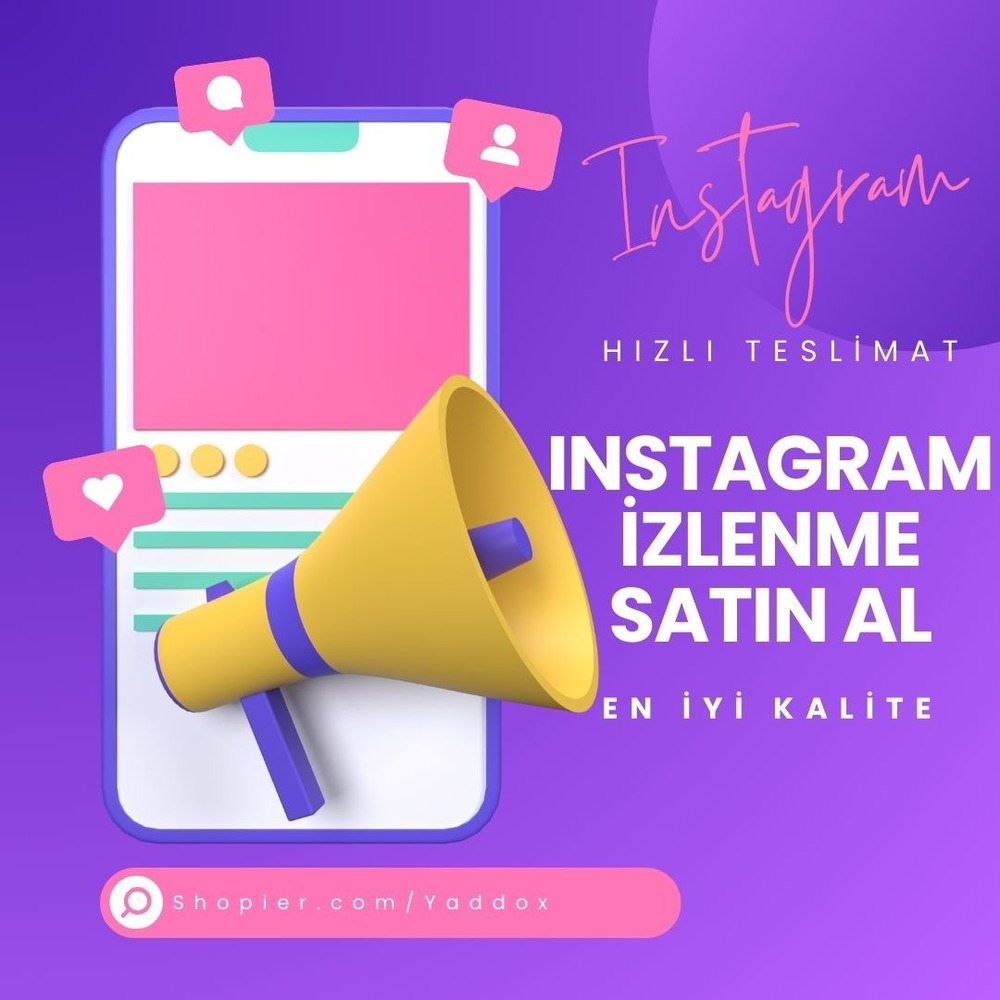 Instagram
HIZLI TESLİMAT
INSTAGRAM
İZLENME
SATIN AL
EN İYİ KALİTE
Shopier.com/Yaddox